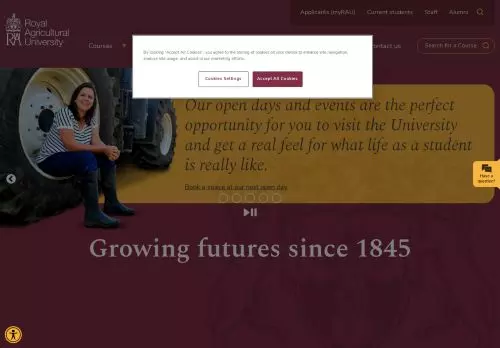 Applicants (myRAU) Current students Staff Alumni
Royal
Agricultural
University
RAU
Courses
Contact us
Search for a Course
By clicking "Accept All Cookies", you agree to the storing of cookies on your device to enhance site navigation,
analyse site usage, and assist in our marketing efforts.
Cookies Settings
Accept All Cookies
Our open days and events are the perfect
opportunity for you to visit the University
and get a real feel for what life as a student
is really like.
Book a space at our next open day
Have a
question?
Growing futures since 1845